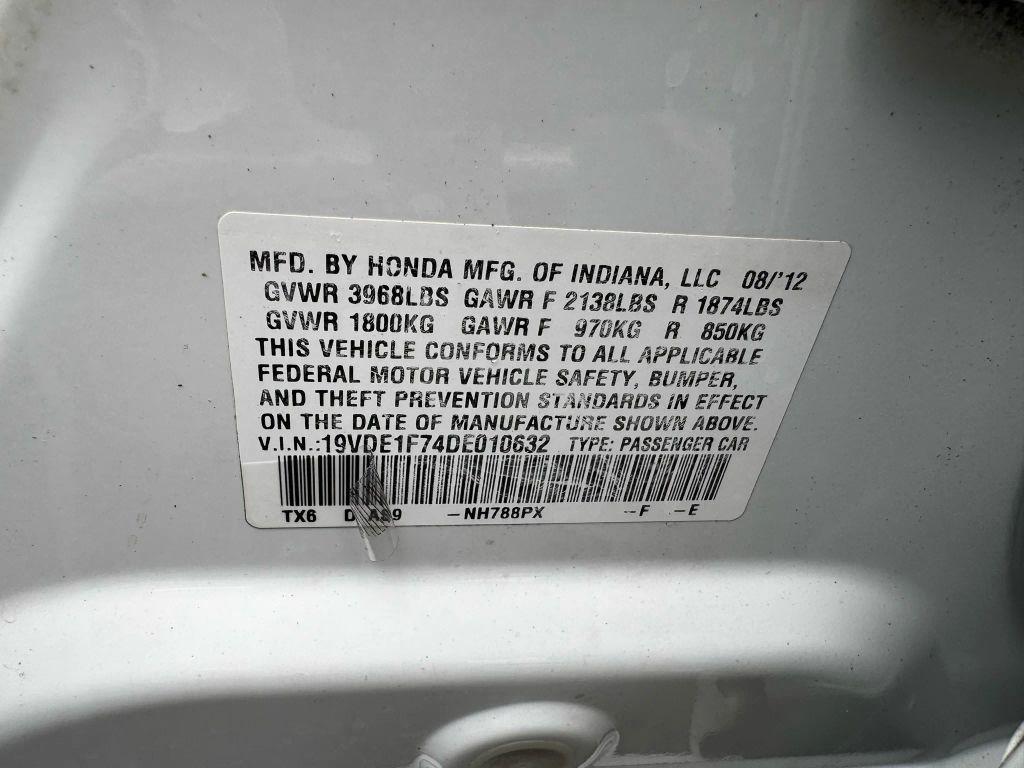 MFD. BY HONDA MFG. OF INDIANA, LLC 08/'12
GVWR 3968LBS GAWR F 2138LBS R 1874LBS
GVWR 1800KG GAWR F 970KG R 850KG
THIS VEHICLE CONFORMS TO ALL APPLICABLE
FEDERAL MOTOR VEHICLE SAFETY, BUMPER,
AND THEFT PREVENTION STANDARDS IN EFFECT
ON THE DATE OF MANUFACTURE SHOWN ABOVE.
V.I.N.:19VDE1F74DE010632 TYPE: PASSENGER CAR
TX6 -NH788PX -F -E